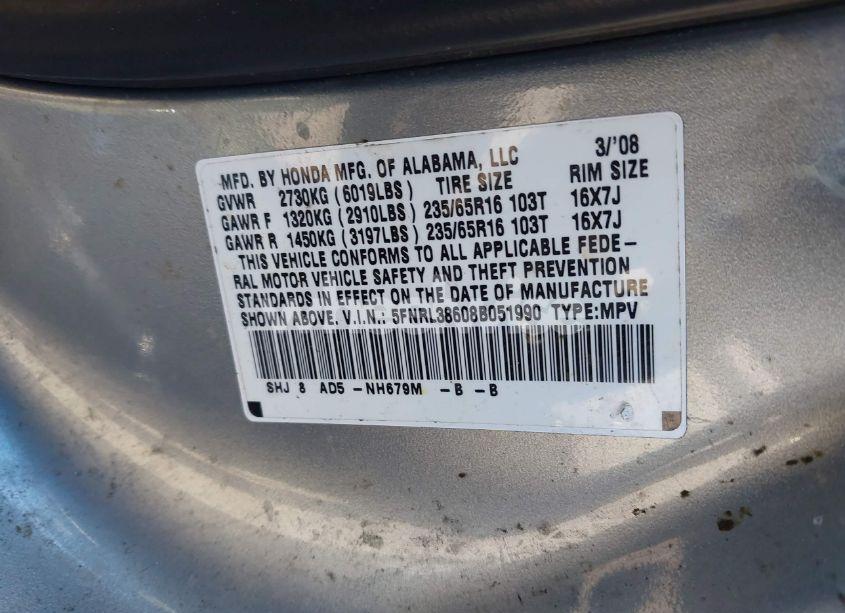 MFD. BY HONDA MFG. OF ALABAMA, LLC 3/'08
GVWR 2730KG (6019LBS) TIRE SIZE RIM SIZE
GAWR F 1320KG (2910LBS) 235/65R16 103T 16X7J
GAWR R 1450KG (3197LBS) 235/65R16 103T 16X7J
THIS VEHICLE CONFORMS TO ALL APPLICABLE FEDE-
RAL MOTOR VEHICLE SAFETY AND THEFT PREVENTION
STANDARDS IN EFFECT ON THE DATE OF MANUFACTURE
SHOWN ABOVE. V.I.N.: 5FNRL38608B051990 TYPE:MPV
SHJ 8 AD5 -NH679M -B -B